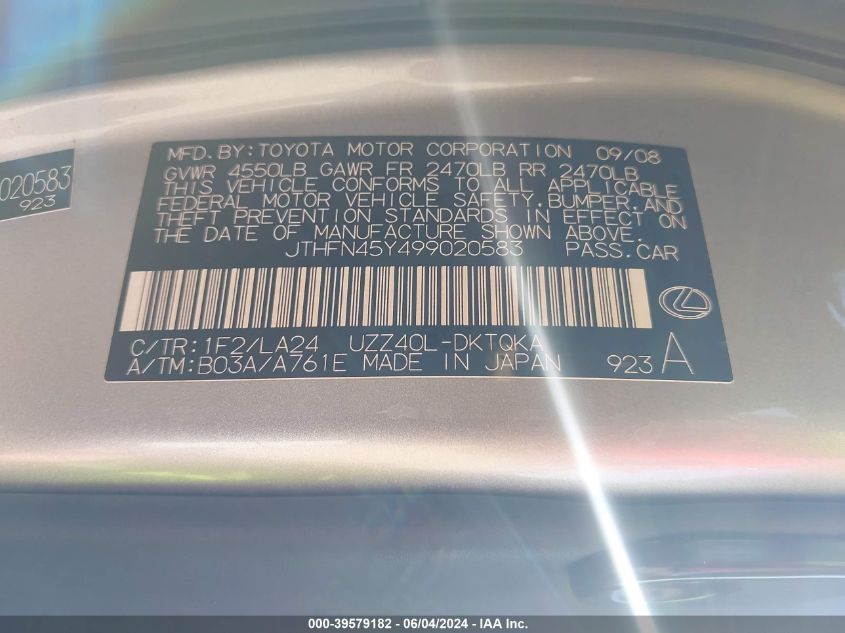 020583
923
MFD. BY: TOYOTA MOTOR CORPORATION 09/08
GVWR 4550LB GAWR FR 2470LB RR 2470LB
THIS VEHICLE CONFORMS TO ALL APPLICABLE
FEDERAL MOTOR VEHICLE SAFETY, BUMPER, AND
THEFT PREVENTION STANDARDS IN EFFECT ON
THE DATE OF MANUFACTURE SHOWN ABOVE.
JTHFN45Y499020583 PASS. CAR
C/TR: 1F2/LA24 UZZ40L-DKTQKA
A/TM: B03A/A761E MADE IN JAPAN 923 A
000-39579182 - 06/04/2024 - IAA Inc.